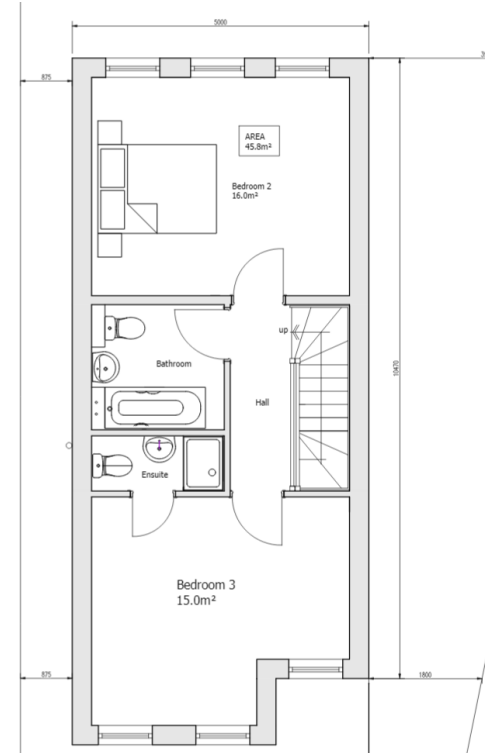 5000
875
AREA
45.8m²
Bedroom 2
16.0m²
up
Bathroom
Hall
10470
Ensuite
Bedroom 3
15.0m²
875
1800